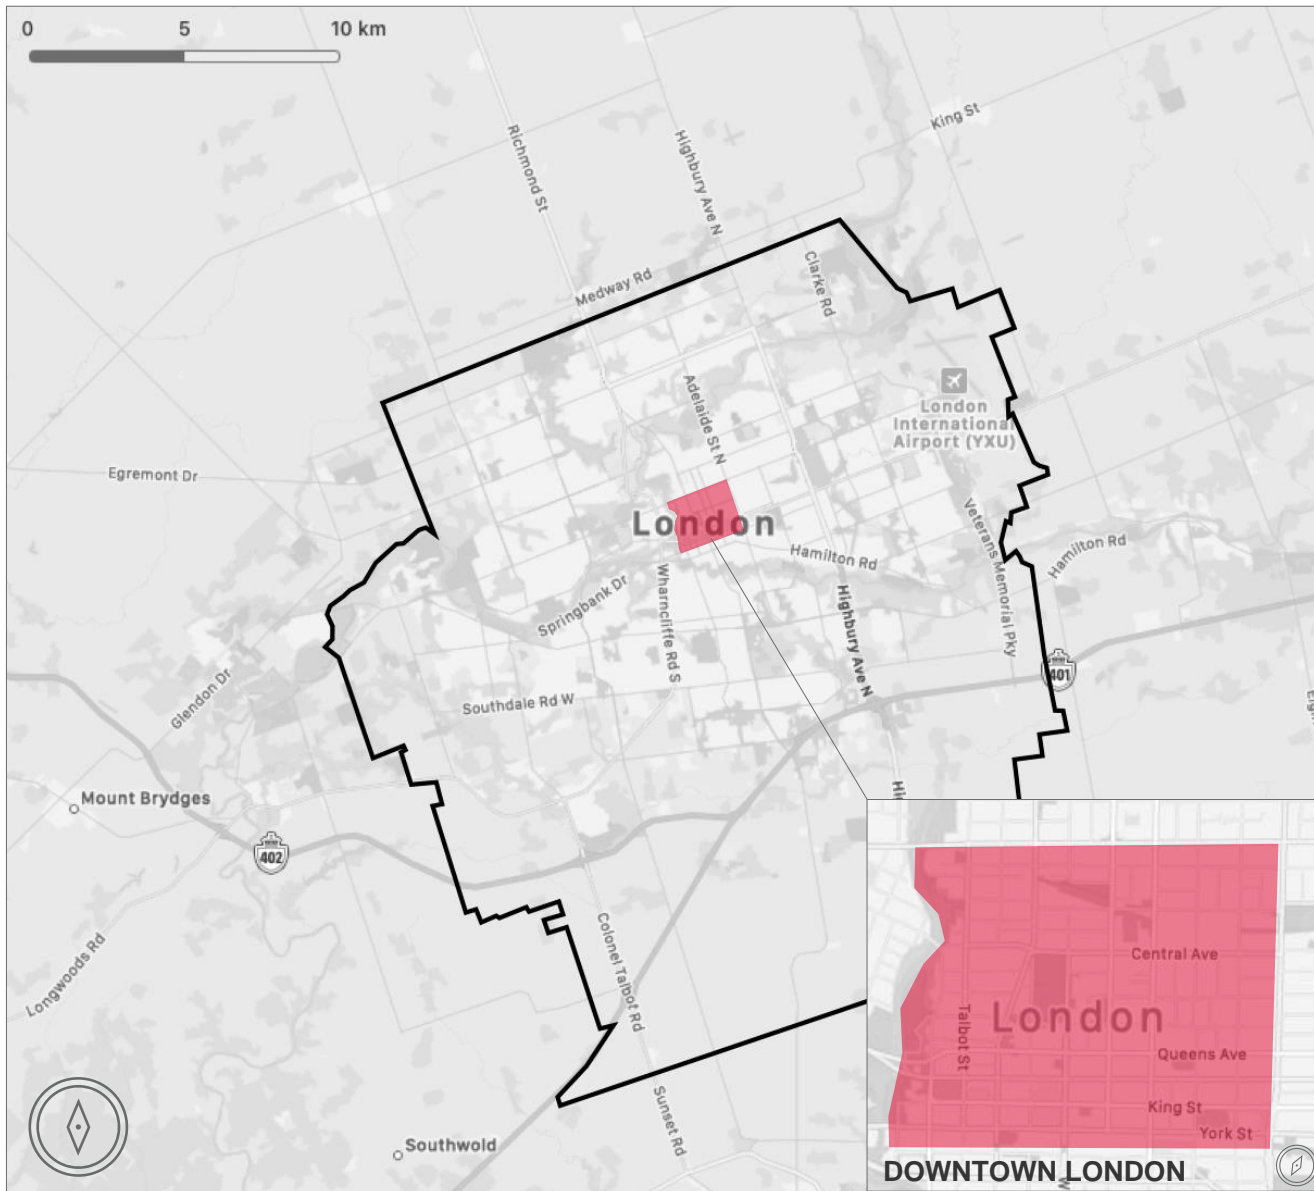 0 5 10 km
King St
Richmond St
Highbury Ave N
Medway Rd
Clarke Rd
Adelaide St N
London
International
Airport (YXU)
Egremont Dr
London
Hamilton Rd
Hamilton Rd
Veterans Memorial Pky
Springbank Dr
Wharncliffe Rd S
Highbury Ave N
401
Glendon Dr
Southdale Rd W
Mount Brydges
402
Colonel Talbot Rd
Longwoods Rd
Sunset Rd
Southwold
Central Ave
Talbot St
London
Queens Ave
King St
York St
DOWNTOWN LONDON